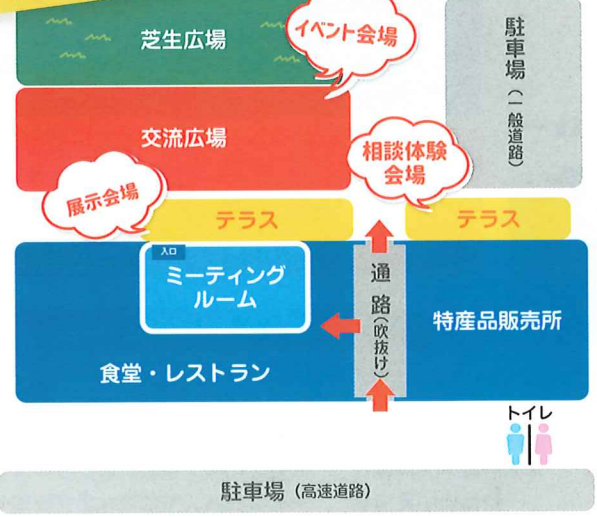 芝生広場
イベント会場
駐車場(一般道路)
交流広場
相談体験
会場
展示会場
テラス
テラス
入口
ミーティング
ルーム
通路(吹抜け)
特産品販売所
食堂・レストラン
トイレ
駐車場(高速道路)